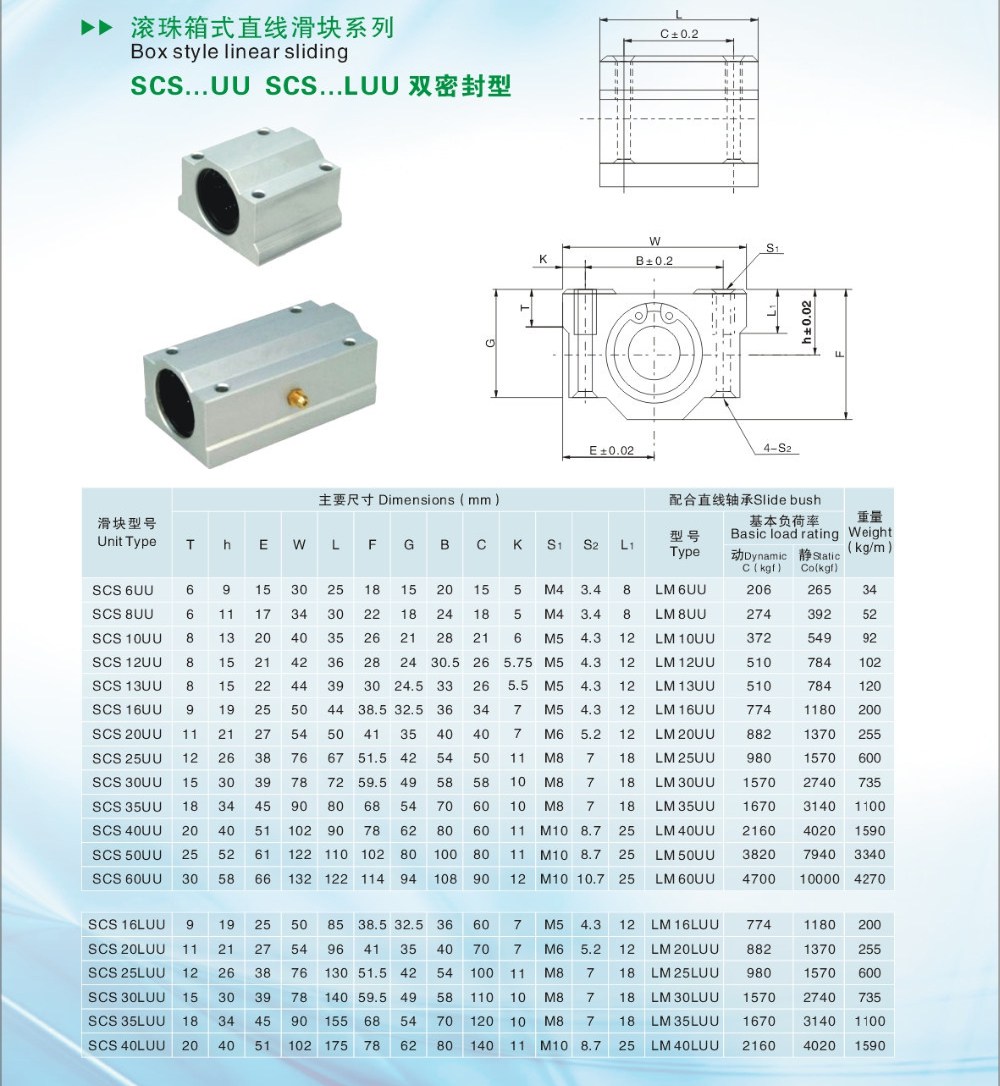 滚珠箱式直线滑块系列
Box style linear sliding
SCS...UU SCS...LUU 双密封型
L
C±0.2
W
K
B±0.2
S1
T
G
L1
h±0.02
F
E±0.02
4-S2
滑块型号 Unit Type
主要尺寸 Dimensions ( mm )
配合直线轴承Slide bush
重量 Weight ( kg/m )
T h E W L F G B C K S1 S2 L1
型号 Type
基本负荷率 Basic load rating
动Dynamic C ( kgf )
静Static Co(kgf)
SCS 6UU 6 9 15 30 25 18 15 20 15 5 M4 3.4 8 LM 6UU 206 265 34
SCS 8UU 6 11 17 34 30 22 18 24 18 5 M4 3.4 8 LM 8UU 274 392 52
SCS 10UU 8 13 20 40 35 26 21 28 21 6 M5 4.3 12 LM 10UU 372 549 92
SCS 12UU 8 15 21 42 36 28 24 30.5 26 5.75 M5 4.3 12 LM 12UU 510 784 102
SCS 13UU 8 15 22 44 39 30 24.5 33 26 5.5 M5 4.3 12 LM 13UU 510 784 120
SCS 16UU 9 19 25 50 44 38.5 32.5 36 34 7 M5 4.3 12 LM 16UU 774 1180 200
SCS 20UU 11 21 27 54 50 41 35 40 40 7 M6 5.2 12 LM 20UU 882 1370 255
SCS 25UU 12 26 38 76 67 51.5 42 54 50 11 M8 7 18 LM 25UU 980 1570 600
SCS 30UU 15 30 39 78 72 59.5 49 58 58 10 M8 7 18 LM 30UU 1570 2740 735
SCS 35UU 18 34 45 90 80 68 54 70 60 10 M8 7 18 LM 35UU 1670 3140 1100
SCS 40UU 20 40 51 102 90 78 62 80 60 11 M10 8.7 25 LM 40UU 2160 4020 1590
SCS 50UU 25 52 61 122 110 102 80 100 80 11 M10 8.7 25 LM 50UU 3820 7940 3340
SCS 60UU 30 58 66 132 122 114 94 108 90 12 M10 10.7 25 LM 60UU 4700 10000 4270
SCS 16LUU 9 19 25 50 85 38.5 32.5 36 60 7 M5 4.3 12 LM 16LUU 774 1180 200
SCS 20LUU 11 21 27 54 96 41 35 40 70 7 M6 5.2 12 LM 20LUU 882 1370 255
SCS 25LUU 12 26 38 76 130 51.5 42 54 100 11 M8 7 18 LM 25LUU 980 1570 600
SCS 30LUU 15 30 39 78 140 59.5 49 58 110 10 M8 7 18 LM 30LUU 1570 2740 735
SCS 35LUU 18 34 45 90 155 68 54 70 120 10 M8 7 18 LM 35LUU 1670 3140 1100
SCS 40LUU 20 40 51 102 175 78 62 80 140 11 M10 8.7 25 LM 40LUU 2160 4020 1590